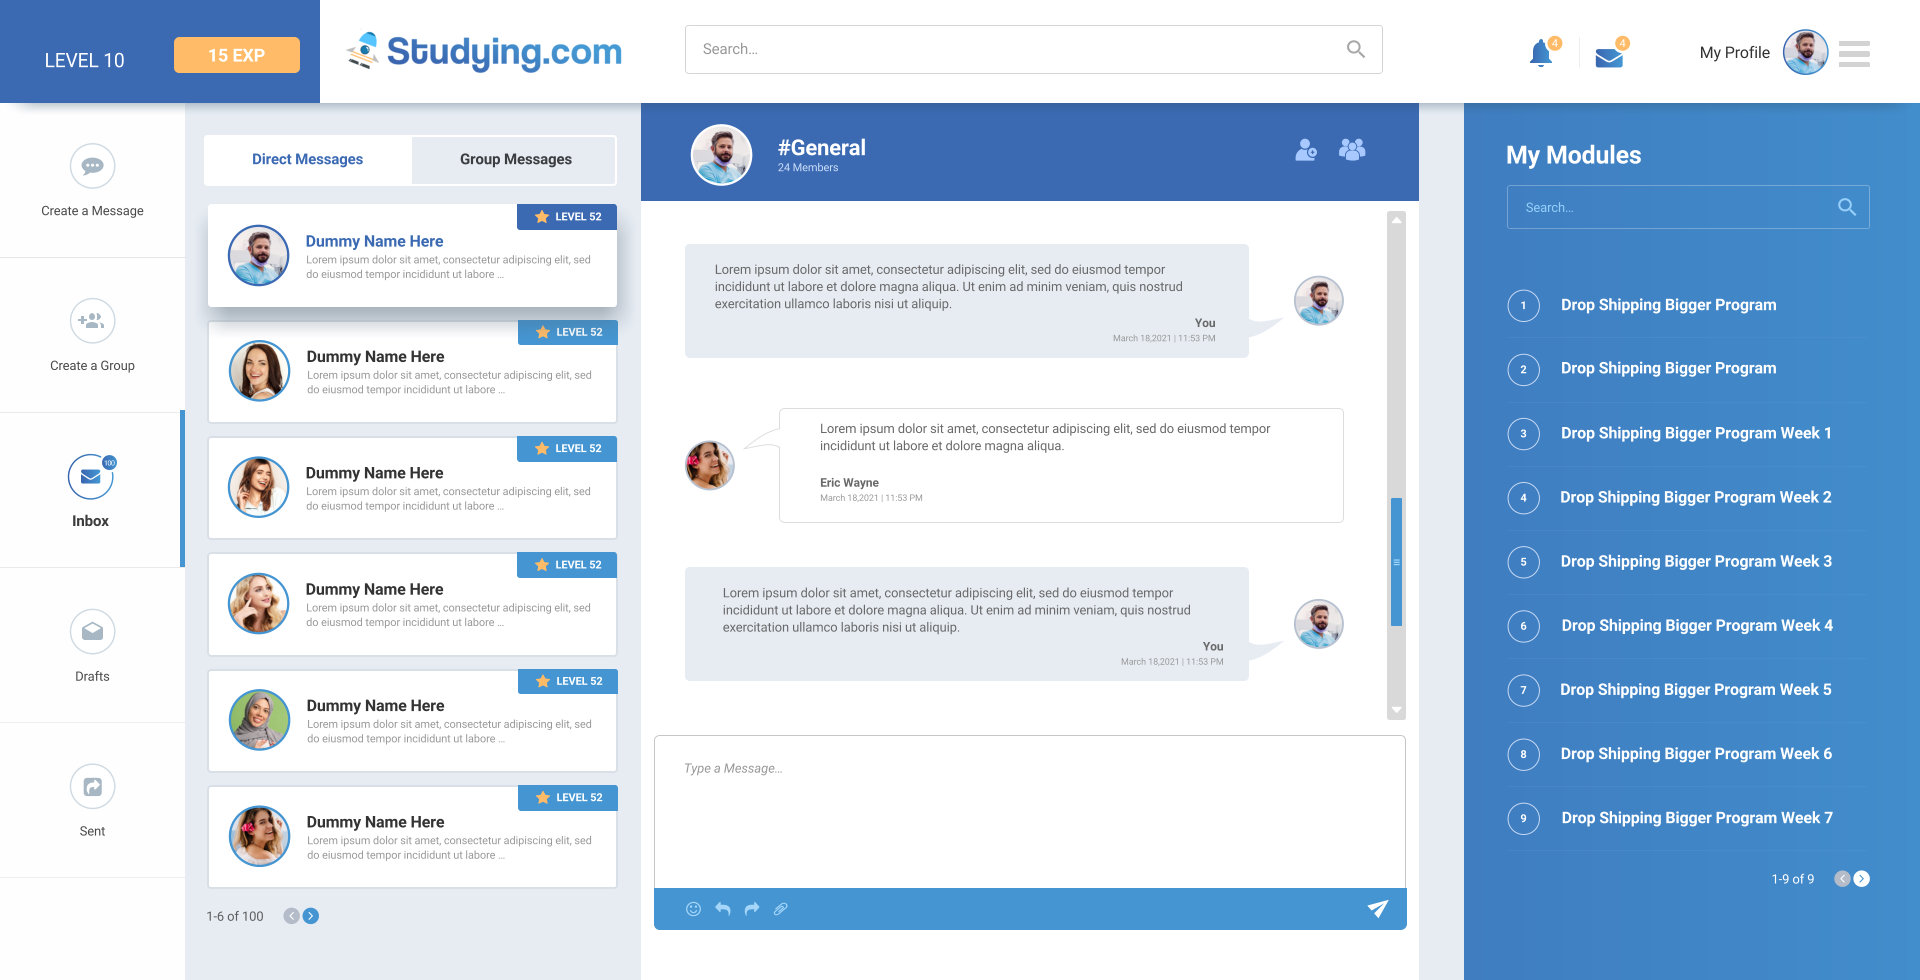 LEVEL 10
15 EXP
Studying.com
Search...
4
4
My Profile
Create a Message
Create a Group
100
Inbox
Drafts
Sent
Direct Messages
Group Messages
LEVEL 52
Dummy Name Here
Lorem ipsum dolor sit amet, consectetur adipiscing elit, sed
do eiusmod tempor incididunt ut labore ...
LEVEL 52
Dummy Name Here
Lorem ipsum dolor sit amet, consectetur adipiscing elit, sed
do eiusmod tempor incididunt ut labore ...
LEVEL 52
Dummy Name Here
Lorem ipsum dolor sit amet, consectetur adipiscing elit, sed
do eiusmod tempor incididunt ut labore ...
LEVEL 52
Dummy Name Here
Lorem ipsum dolor sit amet, consectetur adipiscing elit, sed
do eiusmod tempor incididunt ut labore ...
LEVEL 52
Dummy Name Here
Lorem ipsum dolor sit amet, consectetur adipiscing elit, sed
do eiusmod tempor incididunt ut labore ...
LEVEL 52
Dummy Name Here
Lorem ipsum dolor sit amet, consectetur adipiscing elit, sed
do eiusmod tempor incididunt ut labore ...
1-6 of 100
#General
24 Members
Lorem ipsum dolor sit amet, consectetur adipiscing elit, sed do eiusmod tempor
incididunt ut labore et dolore magna aliqua. Ut enim ad minim veniam, quis nostrud
exercitation ullamco laboris nisi ut aliquip.
You
March 18,2021 | 11:53 PM
Lorem ipsum dolor sit amet, consectetur adipiscing elit, sed do eiusmod tempor
incididunt ut labore et dolore magna aliqua.
Eric Wayne
March 18,2021 | 11:53 PM
Lorem ipsum dolor sit amet, consectetur adipiscing elit, sed do eiusmod tempor
incididunt ut labore et dolore magna aliqua. Ut enim ad minim veniam, quis nostrud
exercitation ullamco laboris nisi ut aliquip.
You
March 18,2021 | 11:53 PM
Type a Message...
My Modules
Search...
1 Drop Shipping Bigger Program
2 Drop Shipping Bigger Program
3 Drop Shipping Bigger Program Week 1
4 Drop Shipping Bigger Program Week 2
5 Drop Shipping Bigger Program Week 3
6 Drop Shipping Bigger Program Week 4
7 Drop Shipping Bigger Program Week 5
8 Drop Shipping Bigger Program Week 6
9 Drop Shipping Bigger Program Week 7
1-9 of 9